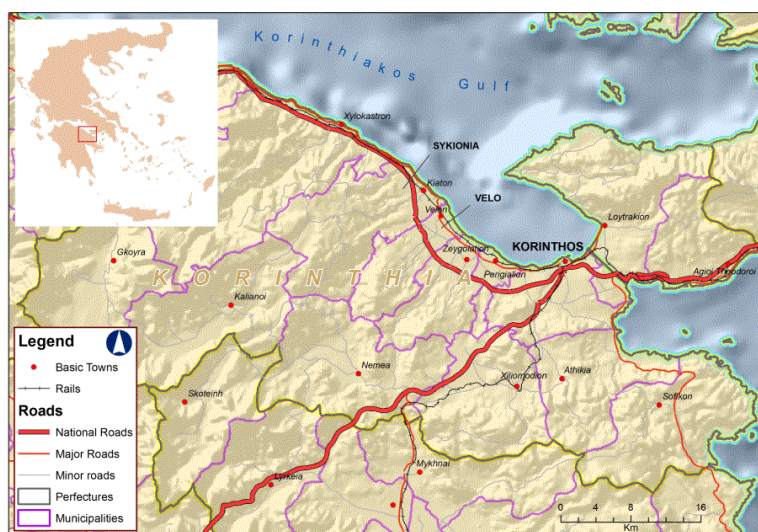 Korinthiakos Gulf
Xylokastron
SYKIONIA
Kiaton
VELO
Velon
Loytrakion
KORINTHOS
Zeygolation
Perigialion
Agioi Theodoroi
Gkoyra
KORINTHIA
Kalianoi
Nemea
Xiliomodion
Athikia
Skoteinh
Sofikon
Mykhnai
Lyrkeia
Legend
Basic Towns
Rails
Roads
National Roads
Major Roads
Minor roads
Perfectures
Municipalities
0 4 8 16
Km